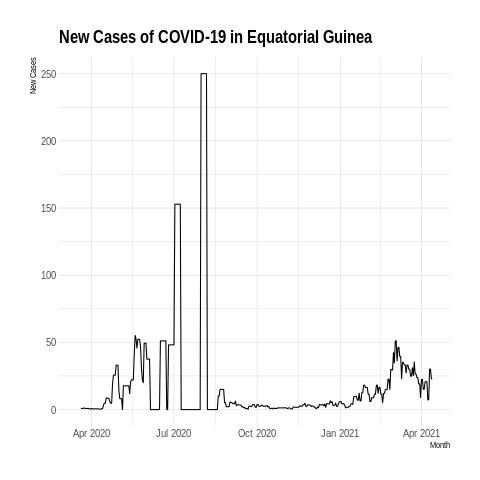 New Cases of COVID-19 in Equatorial Guinea
New Cases
250
200
150
100
50
0
Apr 2020 Jul 2020 Oct 2020 Jan 2021 Apr 2021
Month